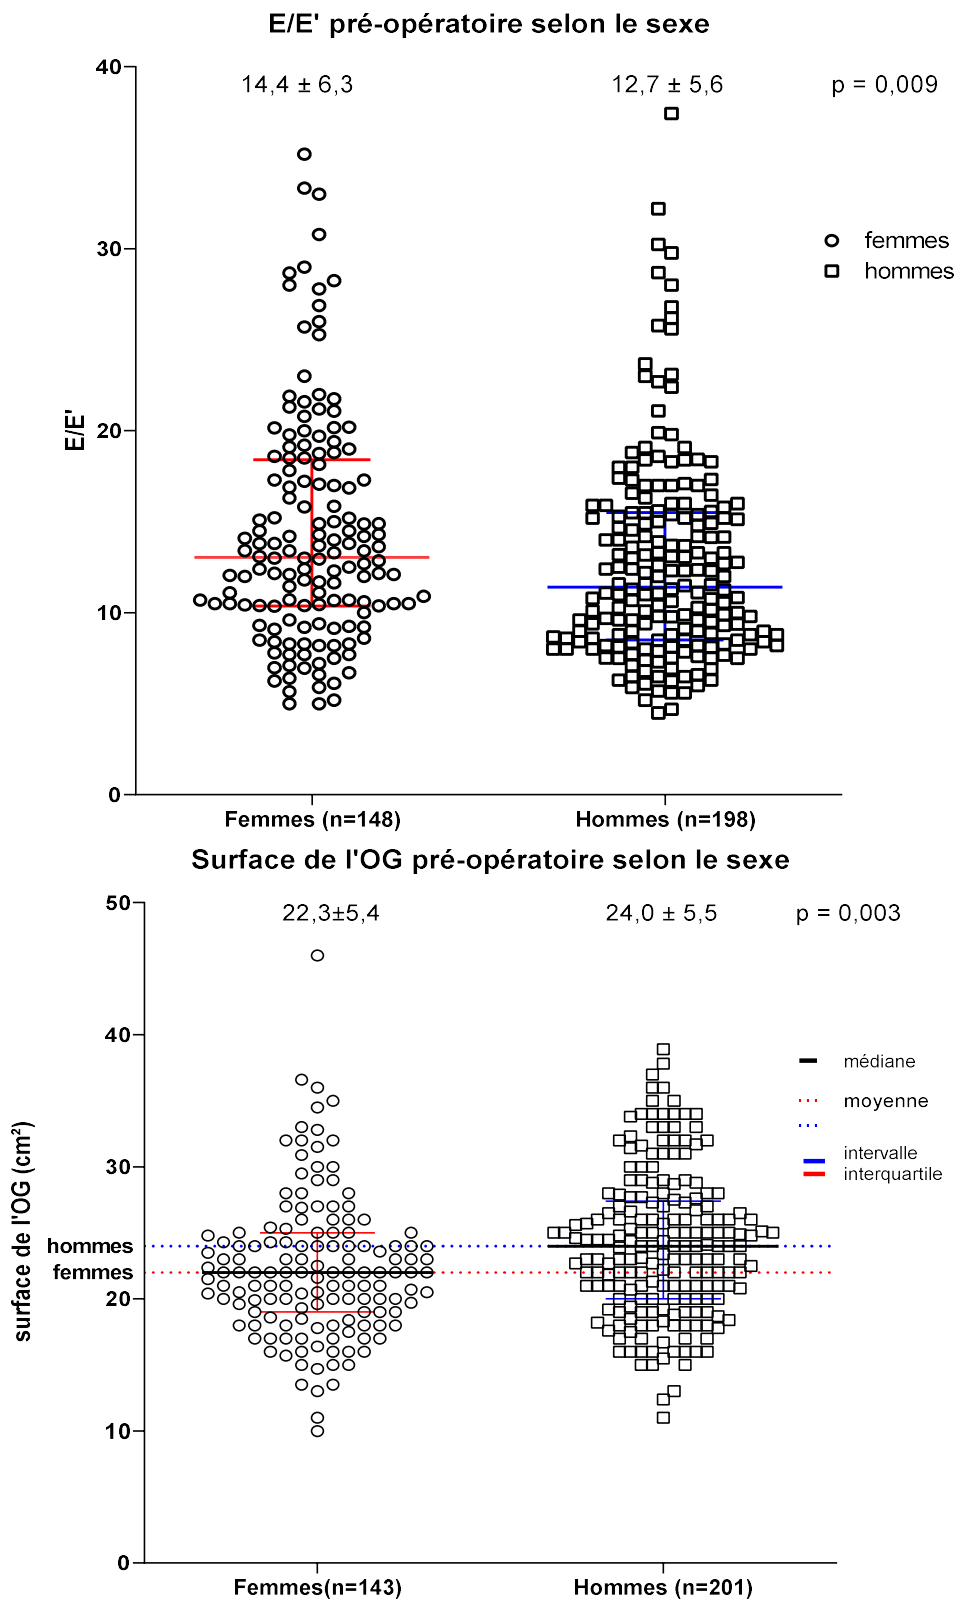 E/E' pré-opératoire selon le sexe
14,4 ± 6,3
12,7 ± 5,6
p = 0,009
40
30
20
10
0
E/E'
femmes
hommes
Femmes (n=148)
Hommes (n=198)
Surface de l'OG pré-opératoire selon le sexe
22,3±5,4
24,0 ± 5,5
p = 0,003
50
40
30
20
10
0
surface de l'OG (cm²)
hommes
femmes
médiane
moyenne
intervalle
interquartile
Femmes(n=143)
Hommes (n=201)